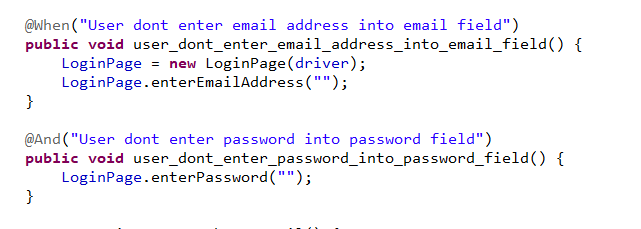 @When("User dont enter email address into email field")
public void user_dont_enter_email_address_into_email_field() {
    LoginPage = new LoginPage(driver);
    LoginPage.enterEmailAddress("");
}

@And("User dont enter password into password field")
public void user_dont_enter_password_into_password_field() {
    LoginPage.enterPassword("");
}